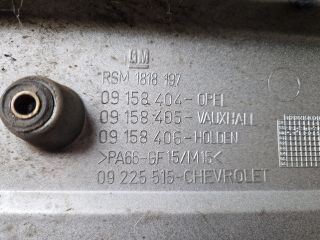 GM
RSM 1818 197
09 158 404-OPEL
09 158 405-VAUXHALL
09 158 406-HOLDEN
>PA66-GF15/M15<
09 225 515-CHEVROLET